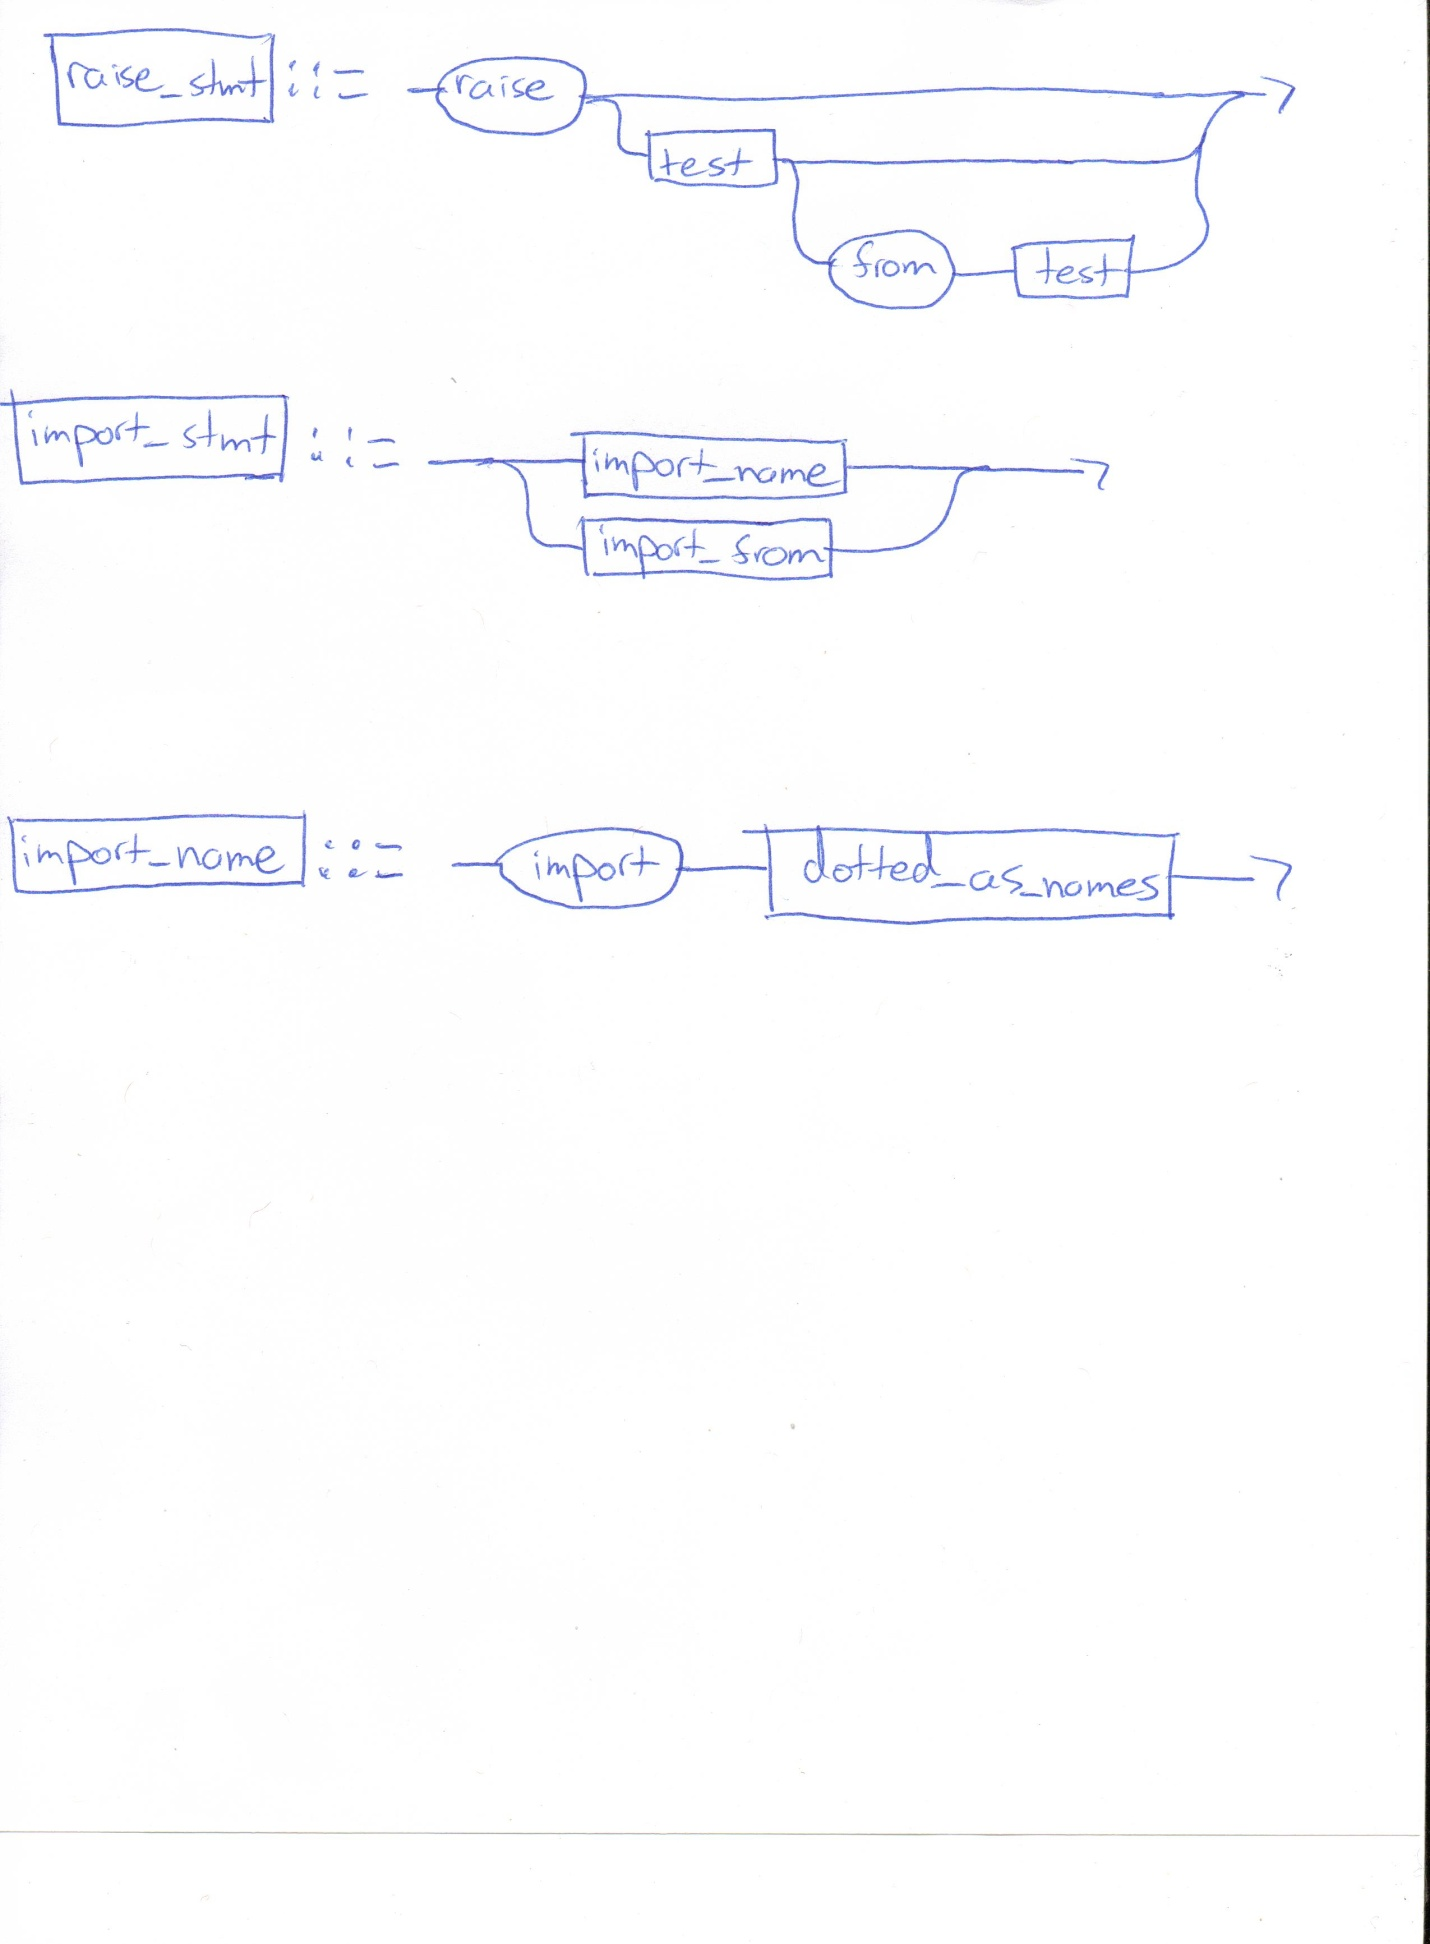 raise_stmt ::= raise
test
from test
import_stmt ::= import_name
import_from
import_name ::= import dotted_as_names